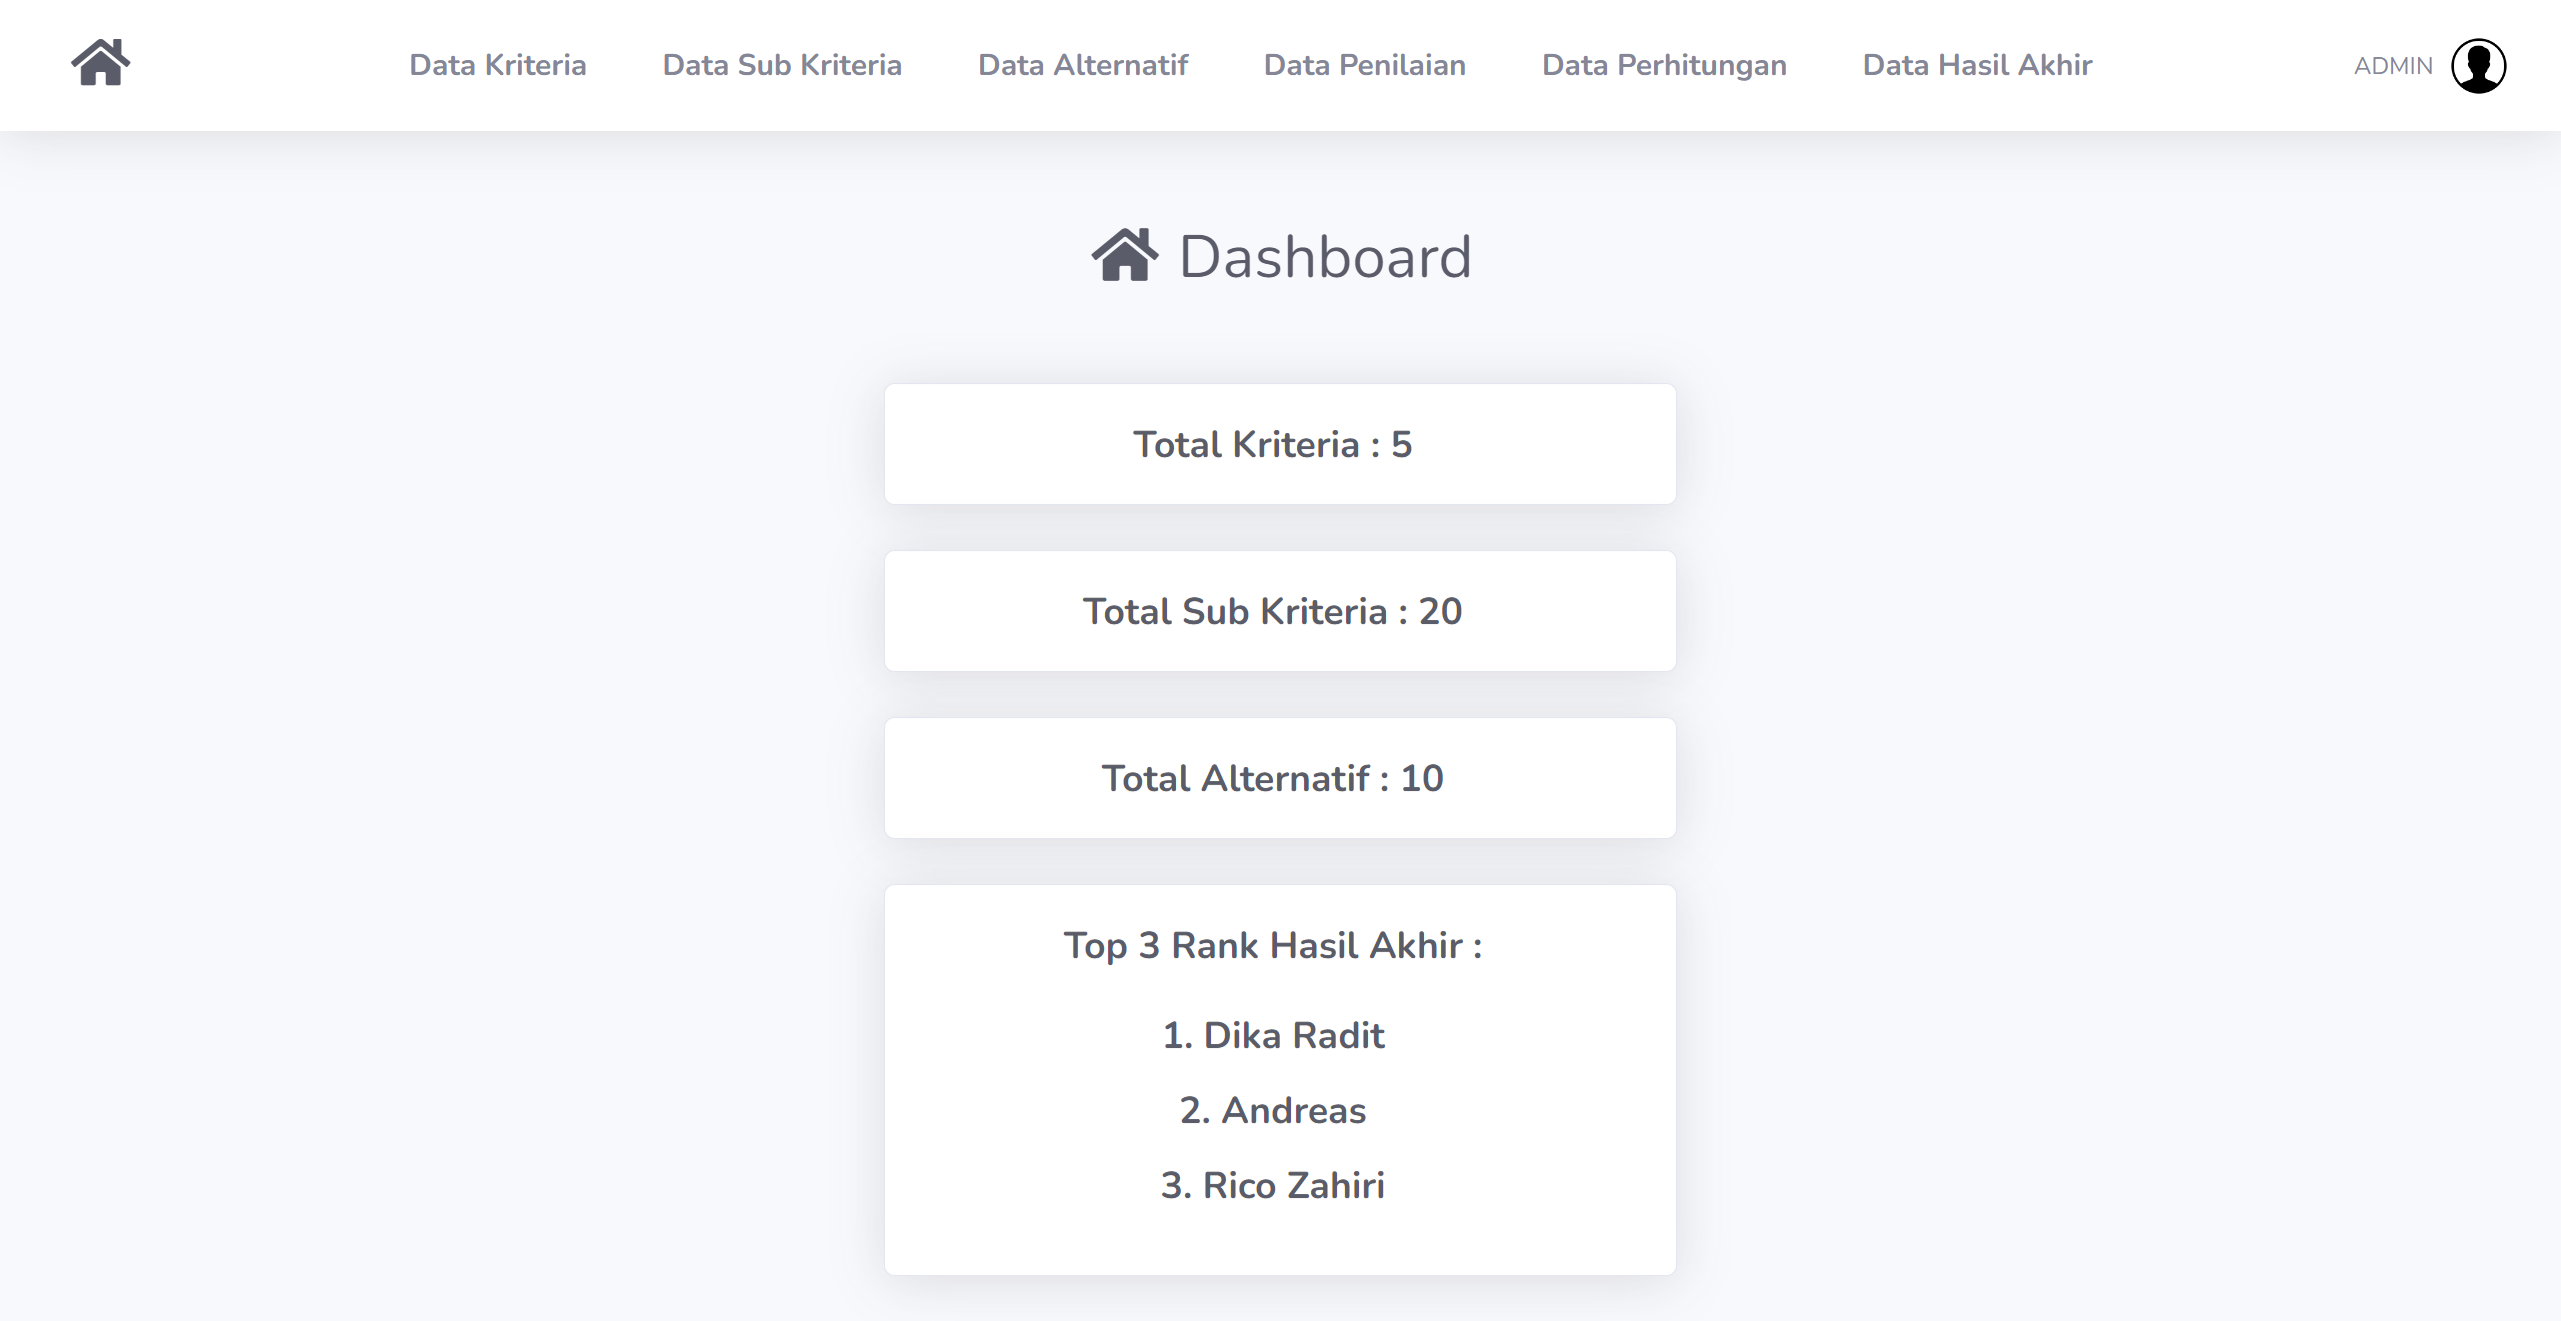 Data Kriteria
Data Sub Kriteria
Data Alternatif
Data Penilaian
Data Perhitungan
Data Hasil Akhir
ADMIN
Dashboard
Total Kriteria : 5
Total Sub Kriteria : 20
Total Alternatif : 10
Top 3 Rank Hasil Akhir :
1. Dika Radit
2. Andreas
3. Rico Zahiri